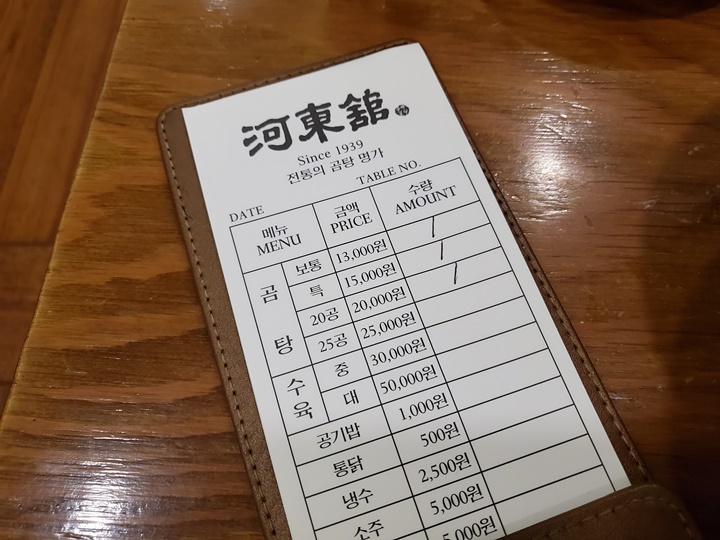 河東舘
Since 1939
전통의 곰탕 명가
DATE TABLE NO.
메뉴 MENU 금액 PRICE 수량 AMOUNT
곰탕 보통 13,000원 /
특 15,000원 /
20공 20,000원 /
25공 25,000원
수육 중 30,000원
대 50,000원
공기밥 1,000원
통닭 500원
냉수 2,500원
소주 5,000원
5,000원